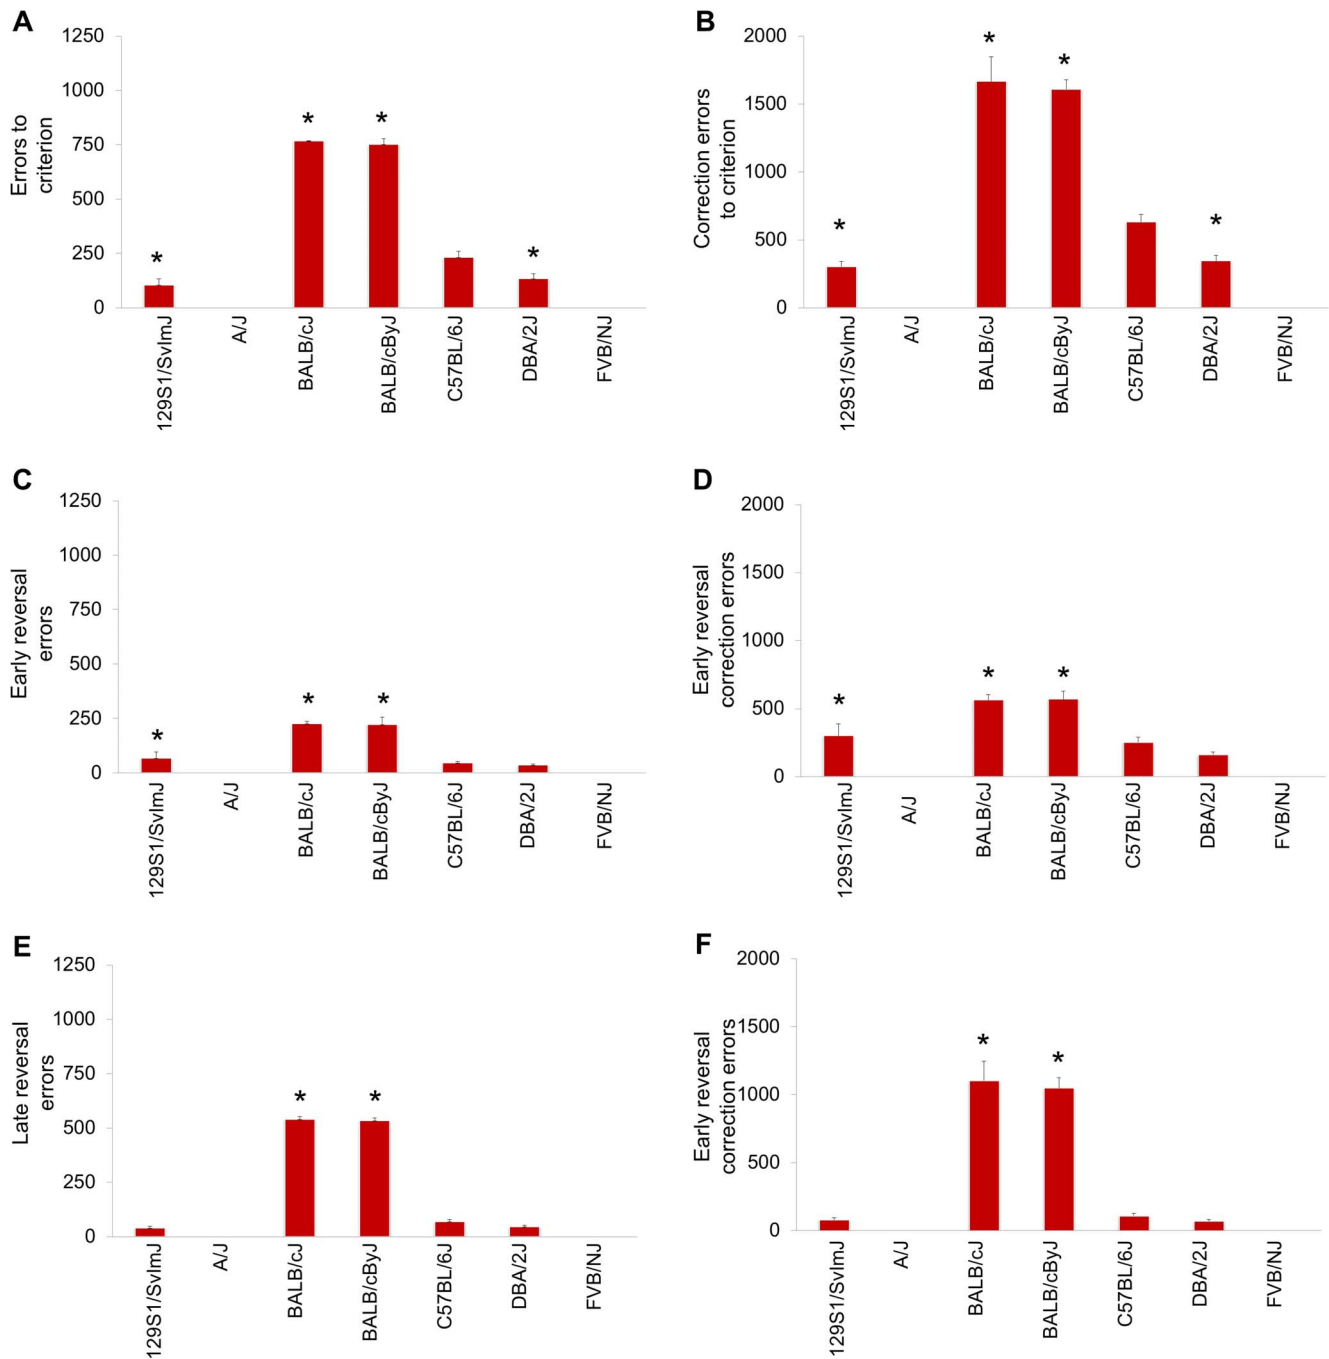 A
Errors to
criterion
1250
1000
750
500
250
0
*
*
*
*
129S1/SvlmJ
A/J
BALB/cJ
BALB/cByJ
C57BL/6J
DBA/2J
FVB/NJ
B
Correction errors
to criterion
2000
1500
1000
500
0
*
*
*
*
129S1/SvlmJ
A/J
BALB/cJ
BALB/cByJ
C57BL/6J
DBA/2J
FVB/NJ
C
Early reversal
errors
1250
1000
750
500
250
0
*
*
*
129S1/SvlmJ
A/J
BALB/cJ
BALB/cByJ
C57BL/6J
DBA/2J
FVB/NJ
D
Early reversal
correction errors
2000
1500
1000
500
0
*
*
*
129S1/SvlmJ
A/J
BALB/cJ
BALB/cByJ
C57BL/6J
DBA/2J
FVB/NJ
E
Late reversal
errors
1250
1000
750
500
250
0
*
*
129S1/SvlmJ
A/J
BALB/cJ
BALB/cByJ
C57BL/6J
DBA/2J
FVB/NJ
F
Early reversal
correction errors
2000
1500
1000
500
0
*
*
129S1/SvlmJ
A/J
BALB/cJ
BALB/cByJ
C57BL/6J
DBA/2J
FVB/NJ